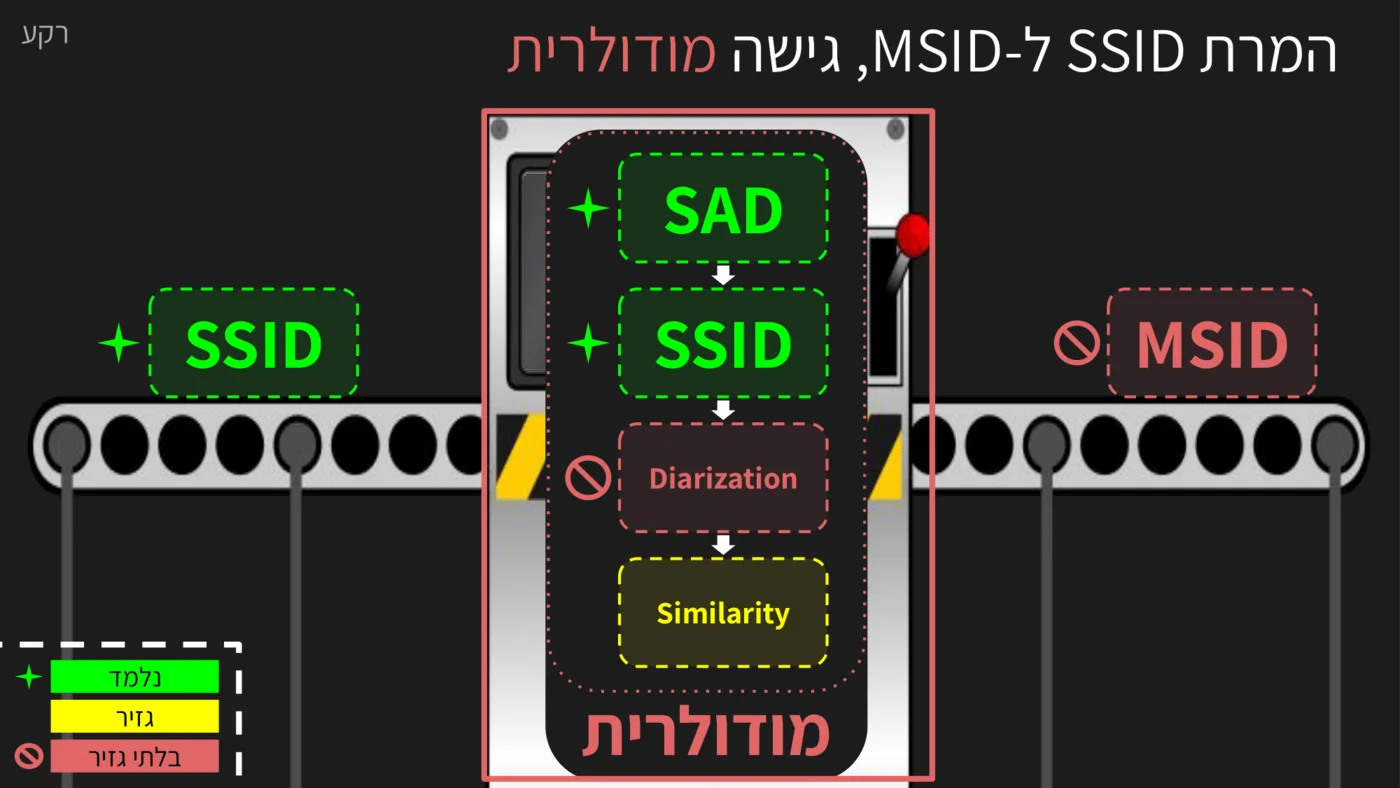 רקע
המרת SSID ל-MSID, גישה מודולרית
SAD
SSID
SSID
MSID
Diarization
Similarity
מודולרית
נלמד
גזיר
בלתי גזיר